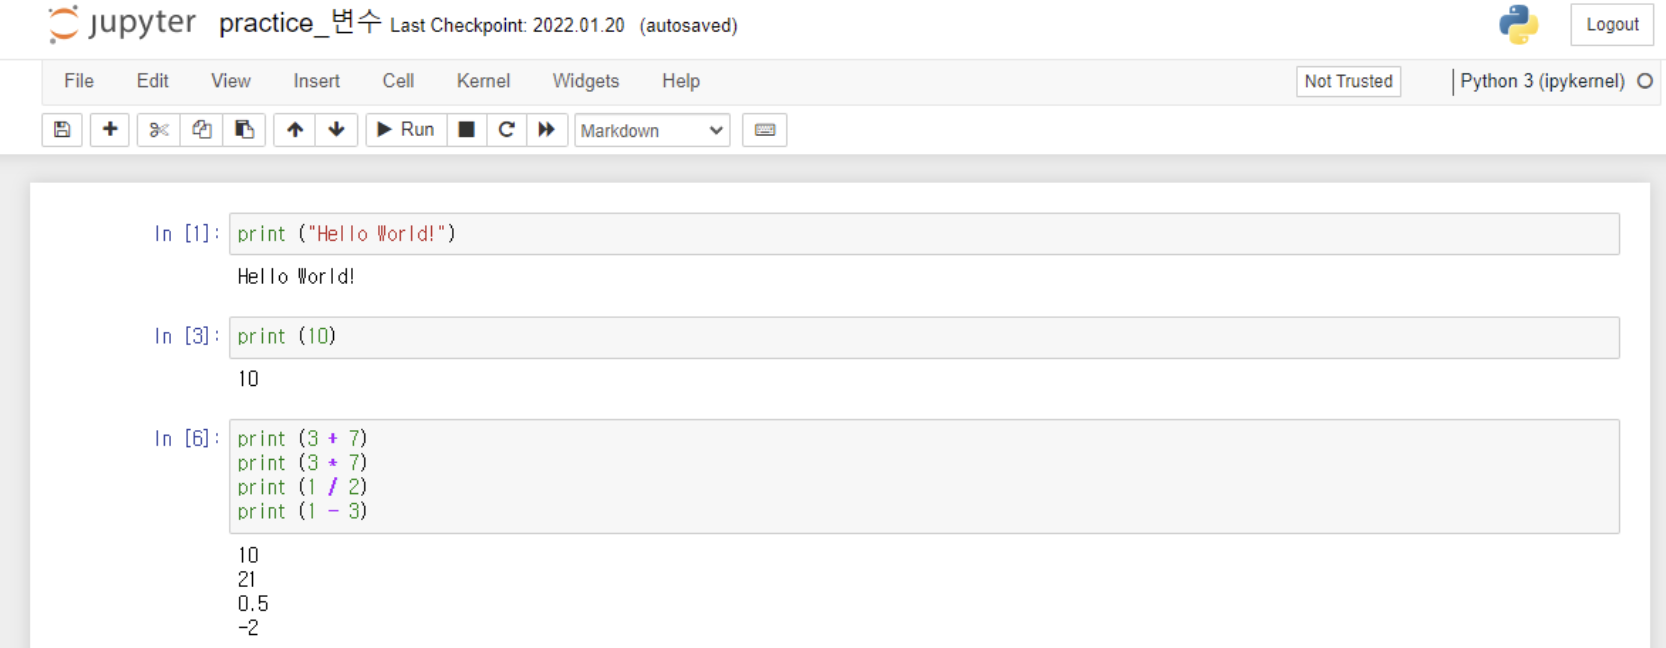 jupyter practice_변수 Last Checkpoint: 2022.01.20 (autosaved) Logout
File Edit View Insert Cell Kernel Widgets Help Not Trusted Python 3 (ipykernel)
Run Markdown
In [1]: print ("Hello World!")
Hello World!
In [3]: print (10)
10
In [6]: print (3 + 7)
print (3 * 7)
print (1 / 2)
print (1 - 3)
10
21
0.5
-2